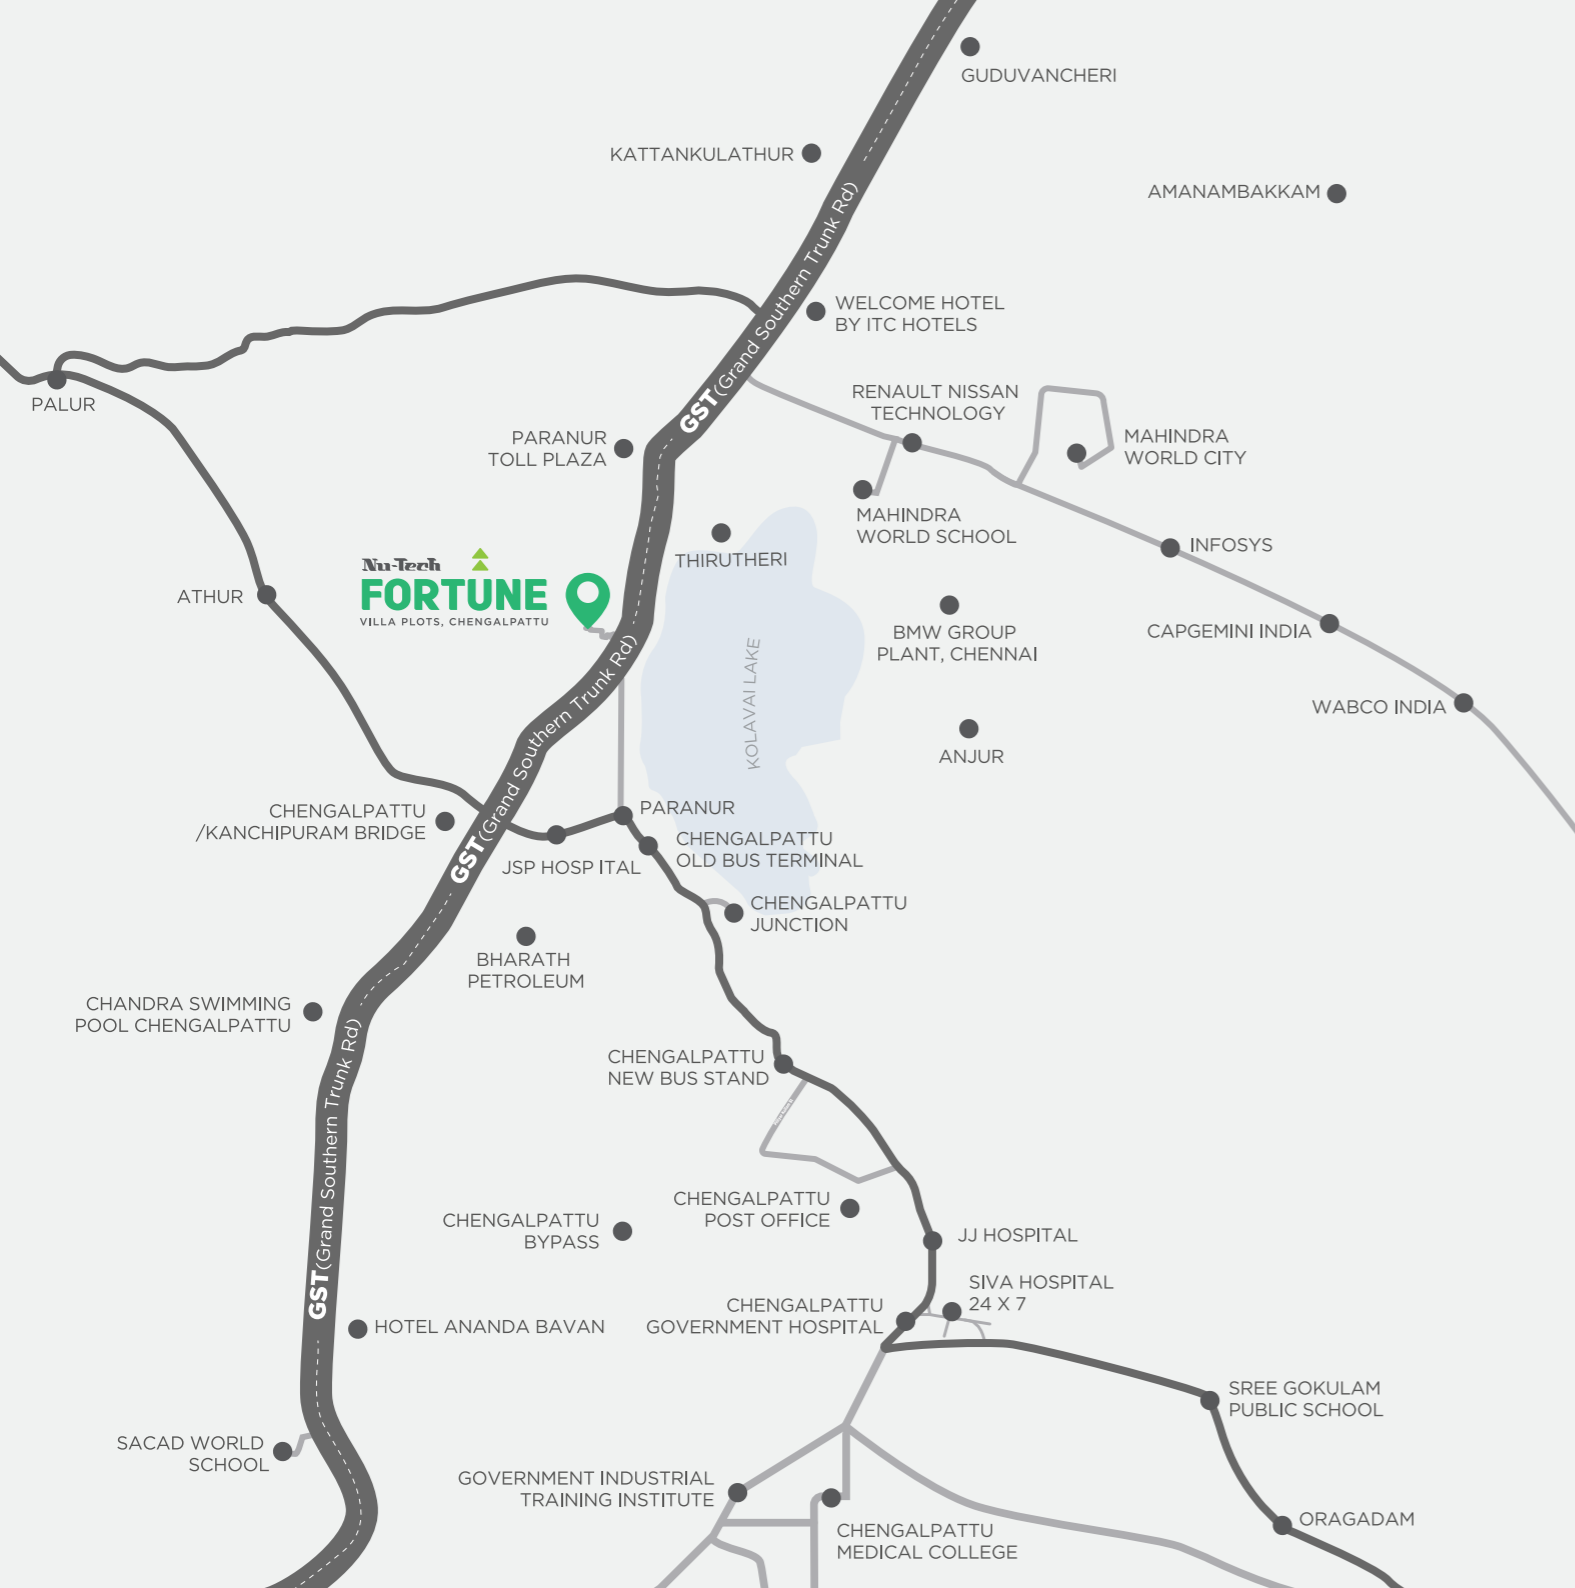 GUDUVANCHERI
KATTANKULATHUR
AMANAMBAKKAM
GST(Grand Southern Trunk Rd)
WELCOME HOTEL
BY ITC HOTELS
PALUR
RENAULT NISSAN
TECHNOLOGY
PARANUR
TOLL PLAZA
MAHINDRA
WORLD CITY
MAHINDRA
WORLD SCHOOL
THIRUTHERI
INFOSYS
Nu-Tech
FORTUNE
VILLA PLOTS, CHENGALPATTU
ATHUR
BMW GROUP
PLANT, CHENNAI
CAPGEMINI INDIA
KOLAVAI LAKE
WABCO INDIA
ANJUR
GST(Grand Southern Trunk Rd)
CHENGALPATTU
/KANCHIPURAM BRIDGE
PARANUR
CHENGALPATTU
OLD BUS TERMINAL
JSP HOSP ITAL
CHENGALPATTU
JUNCTION
BHARATH
PETROLEUM
CHANDRA SWIMMING
POOL CHENGALPATTU
CHENGALPATTU
NEW BUS STAND
GST(Grand Southern Trunk Rd)
CHENGALPATTU
POST OFFICE
CHENGALPATTU
BYPASS
JJ HOSPITAL
SIVA HOSPITAL
24 X 7
CHENGALPATTU
GOVERNMENT HOSPITAL
HOTEL ANANDA BAVAN
SREE GOKULAM
PUBLIC SCHOOL
SACAD WORLD
SCHOOL
GOVERNMENT INDUSTRIAL
TRAINING INSTITUTE
ORAGADAM
CHENGALPATTU
MEDICAL COLLEGE